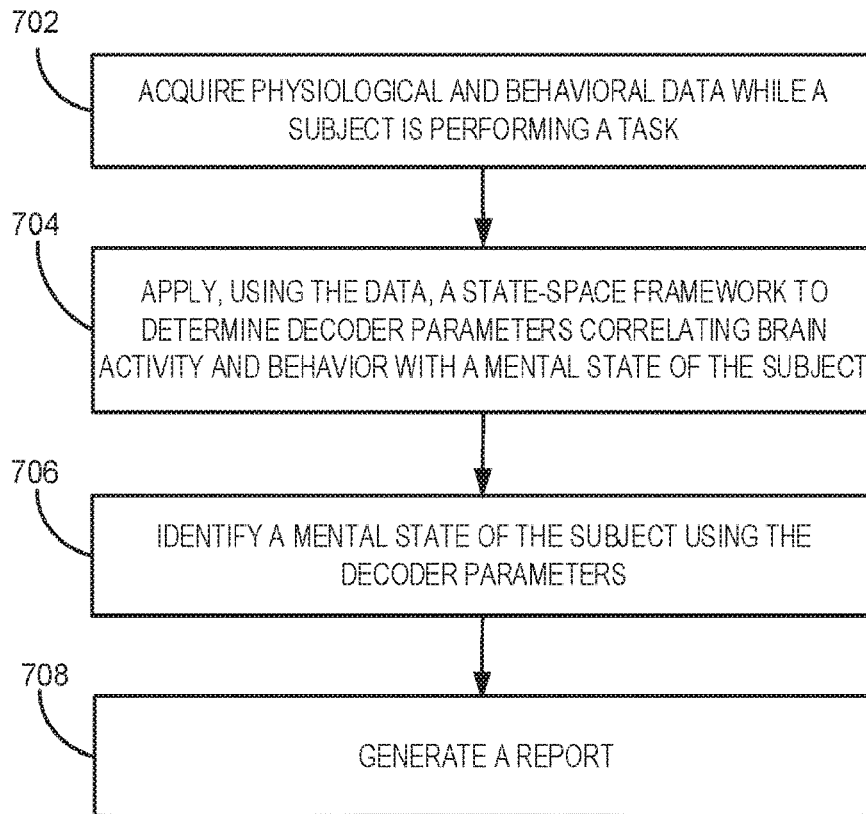 702
ACQUIRE PHYSIOLOGICAL AND BEHAVIORAL DATA WHILE A
SUBJECT IS PERFORMING A TASK
704
APPLY, USING THE DATA, A STATE-SPACE FRAMEWORK TO
DETERMINE DECODER PARAMETERS CORRELATING BRAIN
ACTIVITY AND BEHAVIOR WITH A MENTAL STATE OF THE SUBJECT
706
IDENTIFY A MENTAL STATE OF THE SUBJECT USING THE
DECODER PARAMETERS
708
GENERATE A REPORT